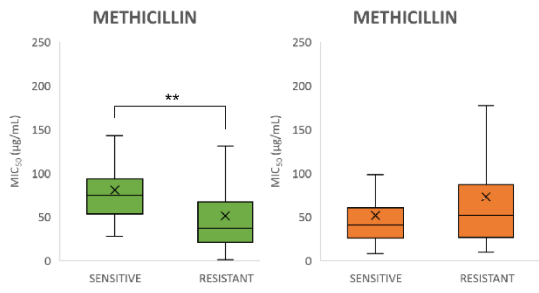 METHICILLIN
MIC50 (µg/mL)
250
200
150
100
50
0
**
SENSITIVE RESISTANT
METHICILLIN
MIC50 (µg/mL)
250
200
150
100
50
0
SENSITIVE RESISTANT